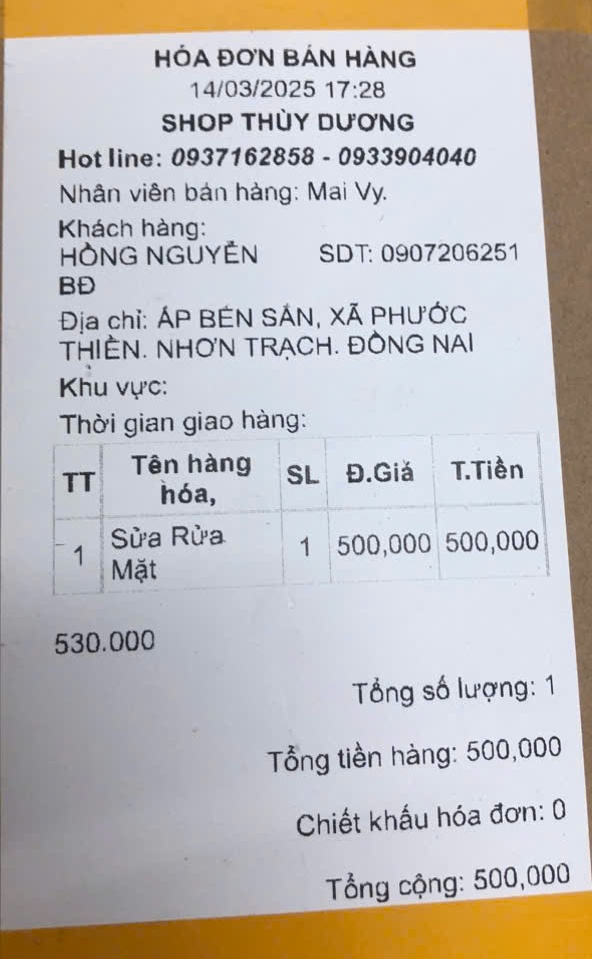 HÓA ĐƠN BÁN HÀNG
14/03/2025 17:28
SHOP THÙY DƯƠNG
Hot line: 0937162858 - 0933904040
Nhân viên bán hàng: Mai Vy.
Khách hàng:
HỒNG NGUYỄN SDT: 0907206251
BĐ
Địa chỉ: ÁP BẾN SẮN, XÃ PHƯỚC
THIỀN. NHƠN TRẠCH. ĐỒNG NAI
Khu vực:
Thời gian giao hàng:
TT Tên hàng hóa, SL Đ.Giá T.Tiền
1 Sửa Rửa Mặt 1 500,000 500,000
530.000
Tổng số lượng: 1
Tổng tiền hàng: 500,000
Chiết khấu hóa đơn: 0
Tổng cộng: 500,000